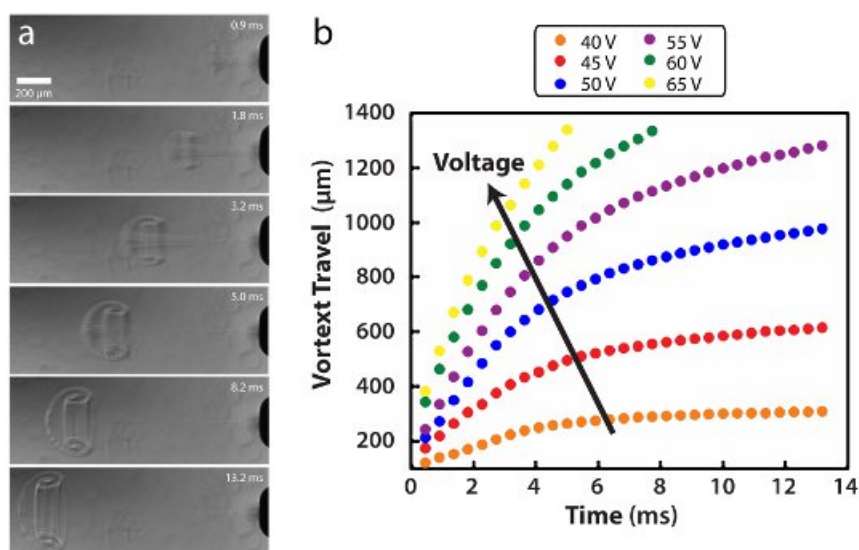 a
0.9 ms
200 μm
1.8 ms
3.2 ms
5.0 ms
8.2 ms
13.2 ms
b
40 V
55 V
45 V
60 V
50 V
65 V
1400
1200
1000
800
600
400
200
Vortext Travel (μm)
Voltage
0
2
4
6
8
10
12
14
Time (ms)